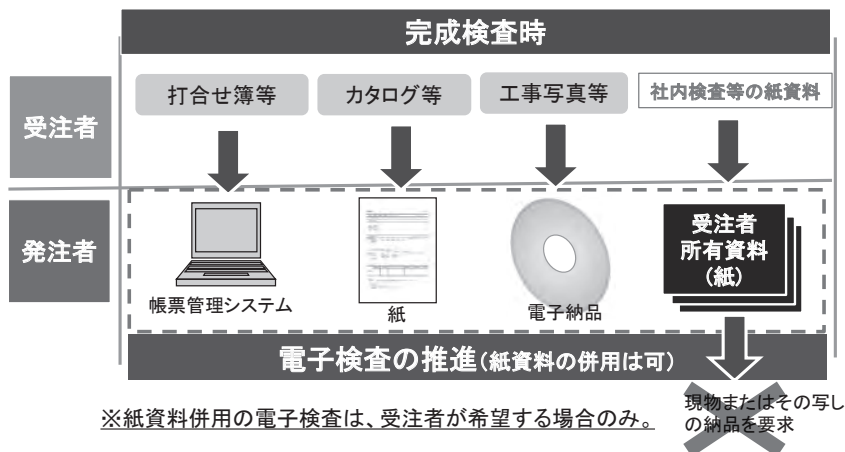 完成検査時
受注者
打合せ簿等
カタログ等
工事写真等
社内検査等の紙資料
発注者
帳票管理システム
紙
電子納品
受注者
所有資料
(紙)
電子検査の推進(紙資料の併用は可)
※紙資料併用の電子検査は、受注者が希望する場合のみ。
現物またはその写し
の納品を要求